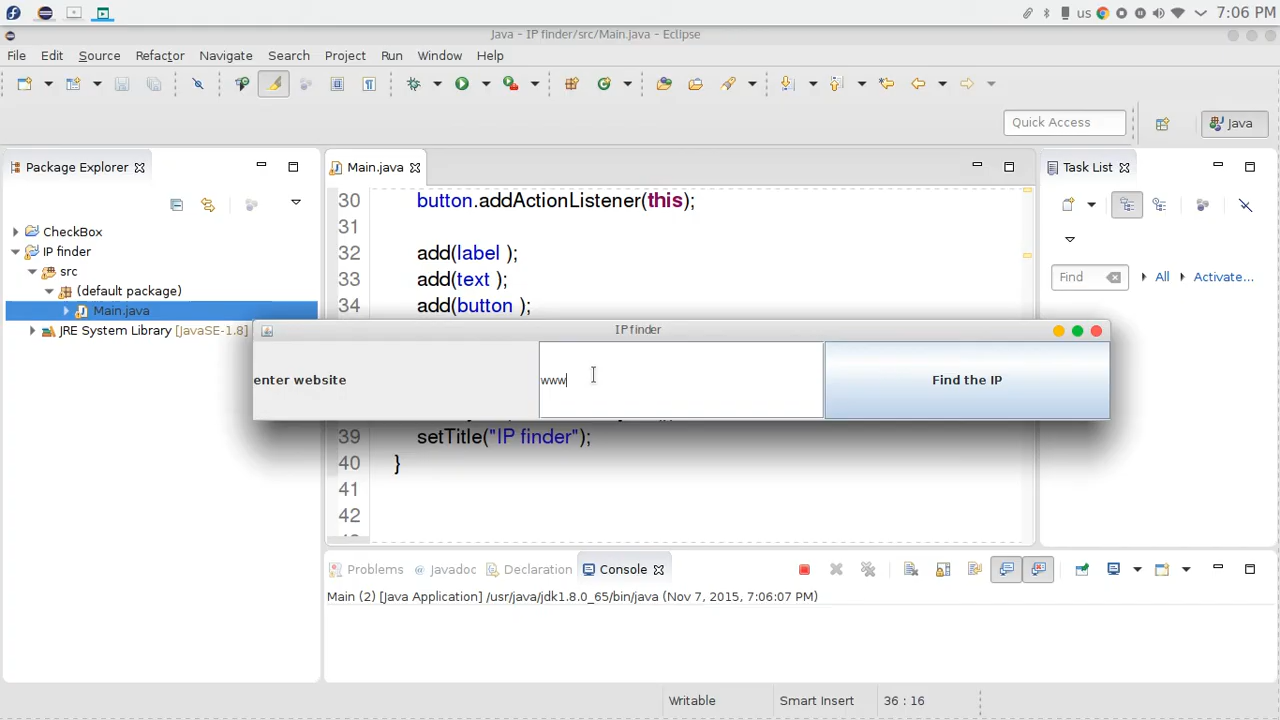 us
7:06 PM
Java - IP finder/src/Main.java - Eclipse
File Edit Source Refactor Navigate Search Project Run Window Help
Quick Access
Java
Package Explorer
Main.java
Task List
CheckBox
IP finder
src
(default package)
Main.java
JRE System Library [JavaSE-1.8]
30 button.addActionListener(this);
31
32 add(label );
33 add(text );
34 add(button );
Find
All
Activate...
IP finder
enter website
www
Find the IP
39 setTitle("IP finder");
40 }
41
42
Problems @ Javadoc Declaration Console
Main (2) [Java Application] /usr/java/jdk1.8.0_65/bin/java (Nov 7, 2015, 7:06:07 PM)
Writable Smart Insert 36 : 16